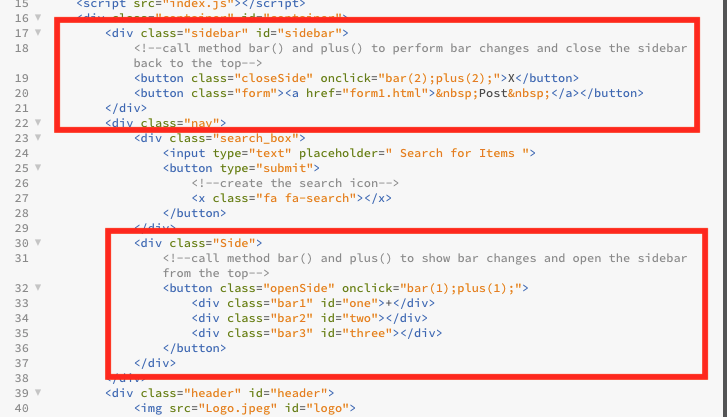 15 <script src="index.js"></script>
16 <div class="container" id="container">
17 <div class="sidebar" id="sidebar">
18 <!--call method bar() and plus() to perform bar changes and close the sidebar
back to the top-->
19 <button class="closeSide" onclick="bar(2);plus(2);">X</button>
20 <button class="form"><a href="form1.html">&nbsp;Post&nbsp;</a></button>
21 </div>
22 <div class="nav">
23 <div class="search_box">
24 <input type="text" placeholder=" Search for Items ">
25 <button type="submit">
26 <!--create the search icon-->
27 <x class="fa fa-search"></x>
28 </button>
29 </div>
30 <div class="Side">
31 <!--call method bar() and plus() to show bar changes and open the sidebar
from the top-->
32 <button class="openSide" onclick="bar(1);plus(1);">
33 <div class="bar1" id="one">+</div>
34 <div class="bar2" id="two"></div>
35 <div class="bar3" id="three"></div>
36 </button>
37 </div>
38 </div>
39 <div class="header" id="header">
40 <img src="Logo.jpeg" id="logo">